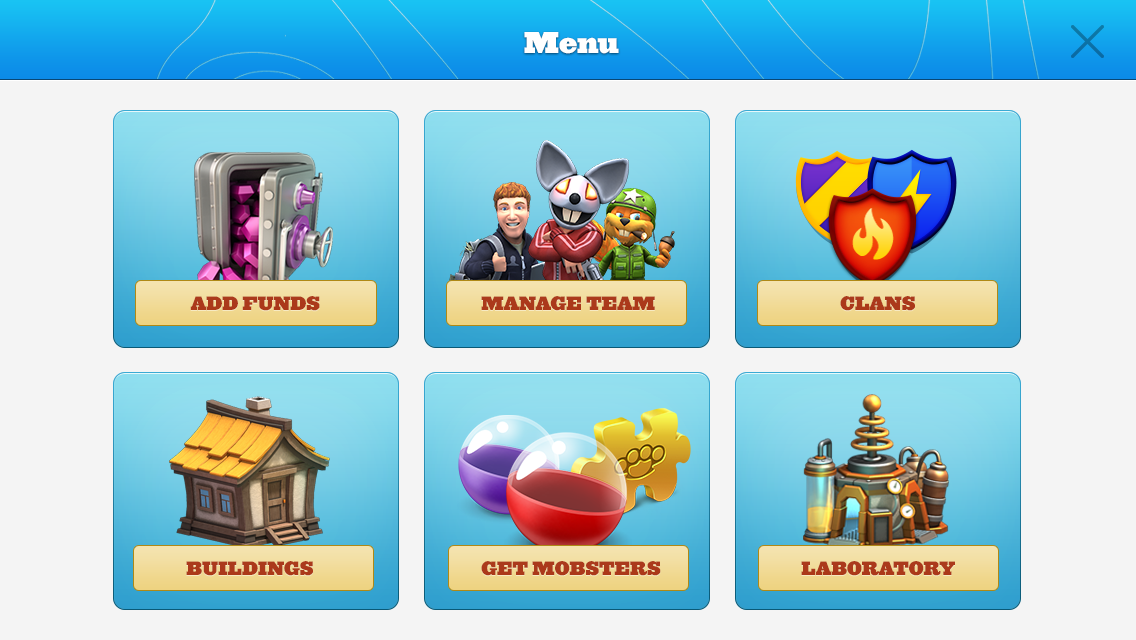 Menu
ADD FUNDS
MANAGE TEAM
CLANS
BUILDINGS
GET MOBSTERS
LABORATORY